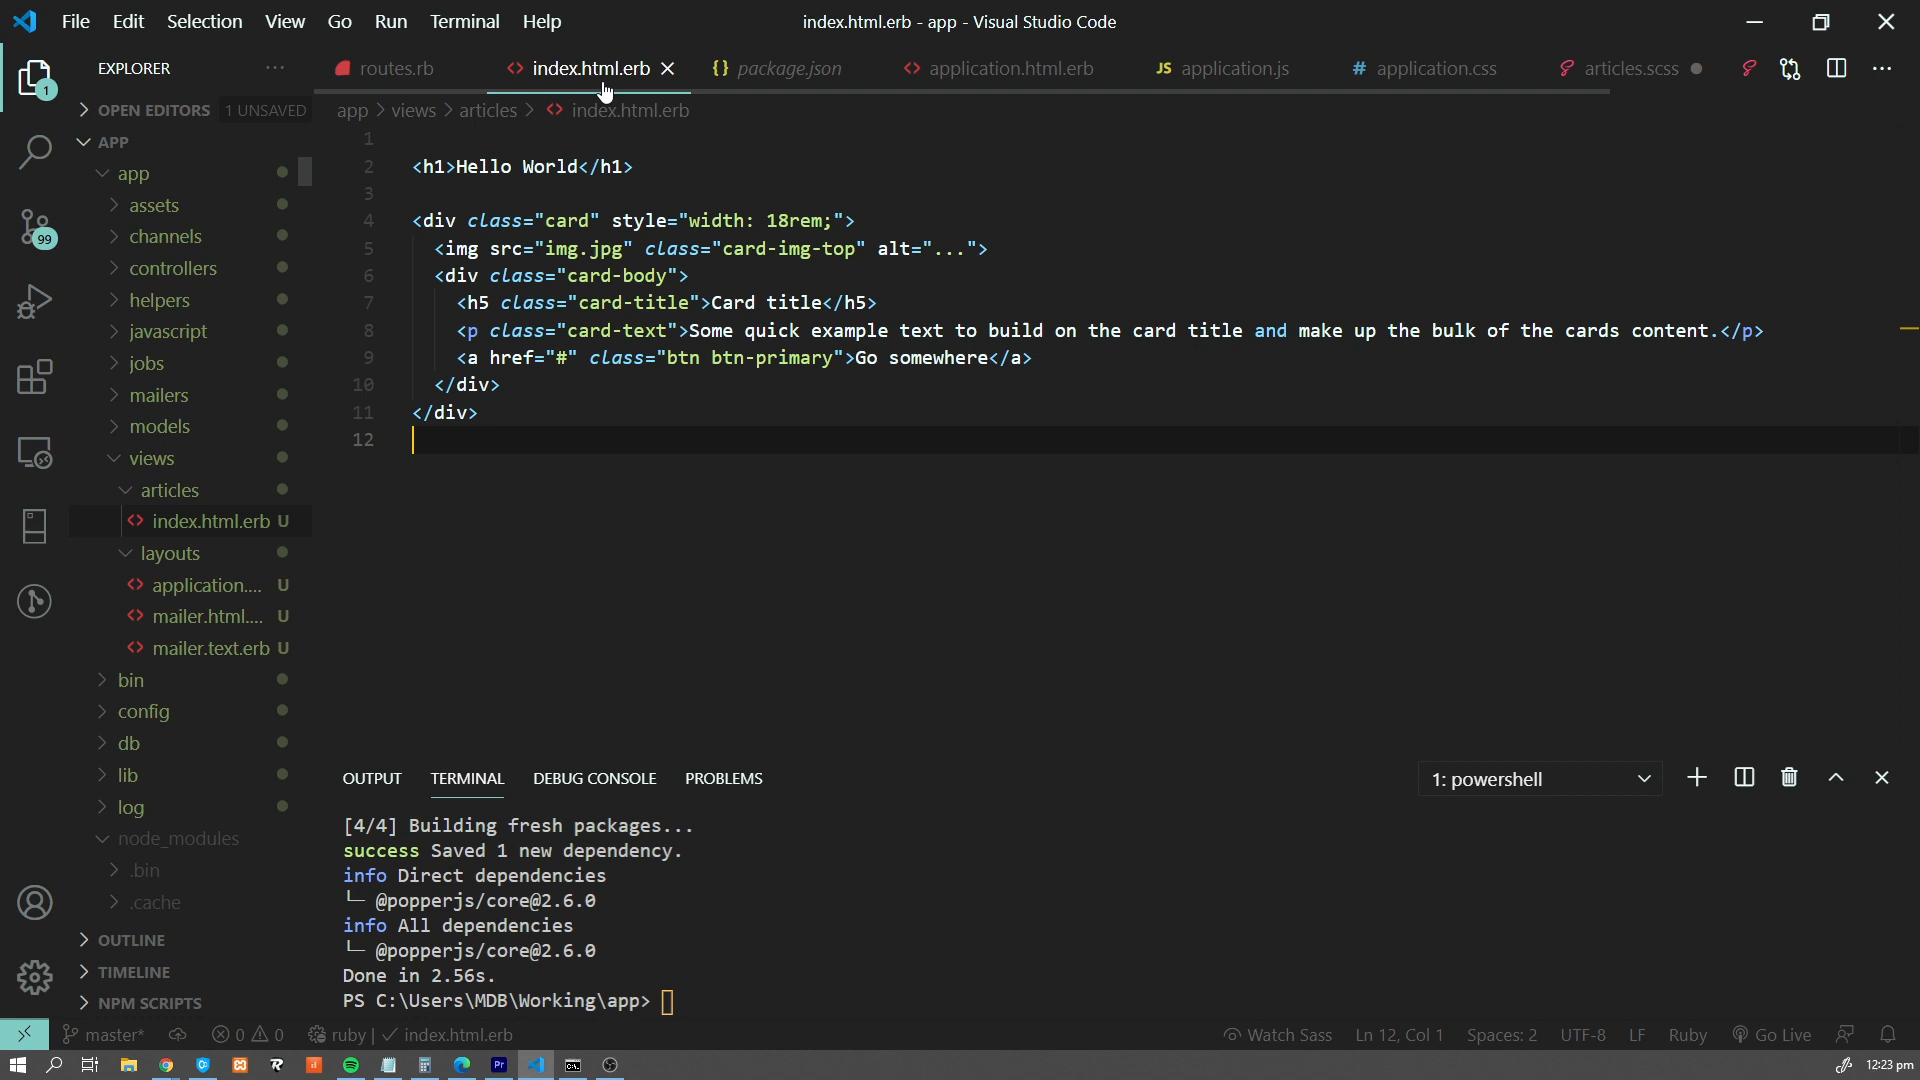 File Edit Selection View Go Run Terminal Help
index.html.erb - app - Visual Studio Code
EXPLORER
routes.rb
index.html.erb
{} package.json
<> application.html.erb
JS application.js
# application.css
articles.scss
1
OPEN EDITORS 1 UNSAVED
app > views > articles > <> index.html.erb
APP
app
assets
channels
controllers
helpers
javascript
jobs
mailers
models
views
articles
<> index.html.erb U
layouts
<> application.... U
<> mailer.html.... U
<> mailer.text.erb U
bin
config
db
lib
log
node_modules
.bin
.cache
OUTLINE
TIMELINE
NPM SCRIPTS
99
1
2 <h1>Hello World</h1>
3
4 <div class="card" style="width: 18rem;">
5 <img src="img.jpg" class="card-img-top" alt="...">
6 <div class="card-body">
7 <h5 class="card-title">Card title</h5>
8 <p class="card-text">Some quick example text to build on the card title and make up the bulk of the cards content.</p>
9 <a href="#" class="btn btn-primary">Go somewhere</a>
10 </div>
11 </div>
12
OUTPUT TERMINAL DEBUG CONSOLE PROBLEMS
1: powershell
[4/4] Building fresh packages...
success Saved 1 new dependency.
info Direct dependencies
└─ @popperjs/core@2.6.0
info All dependencies
└─ @popperjs/core@2.6.0
Done in 2.56s.
PS C:\Users\MDB\Working\app>
master* 0 0 ruby | ✓ index.html.erb
Watch Sass Ln 12, Col 1 Spaces: 2 UTF-8 LF Ruby Go Live
Pr
12:23 pm